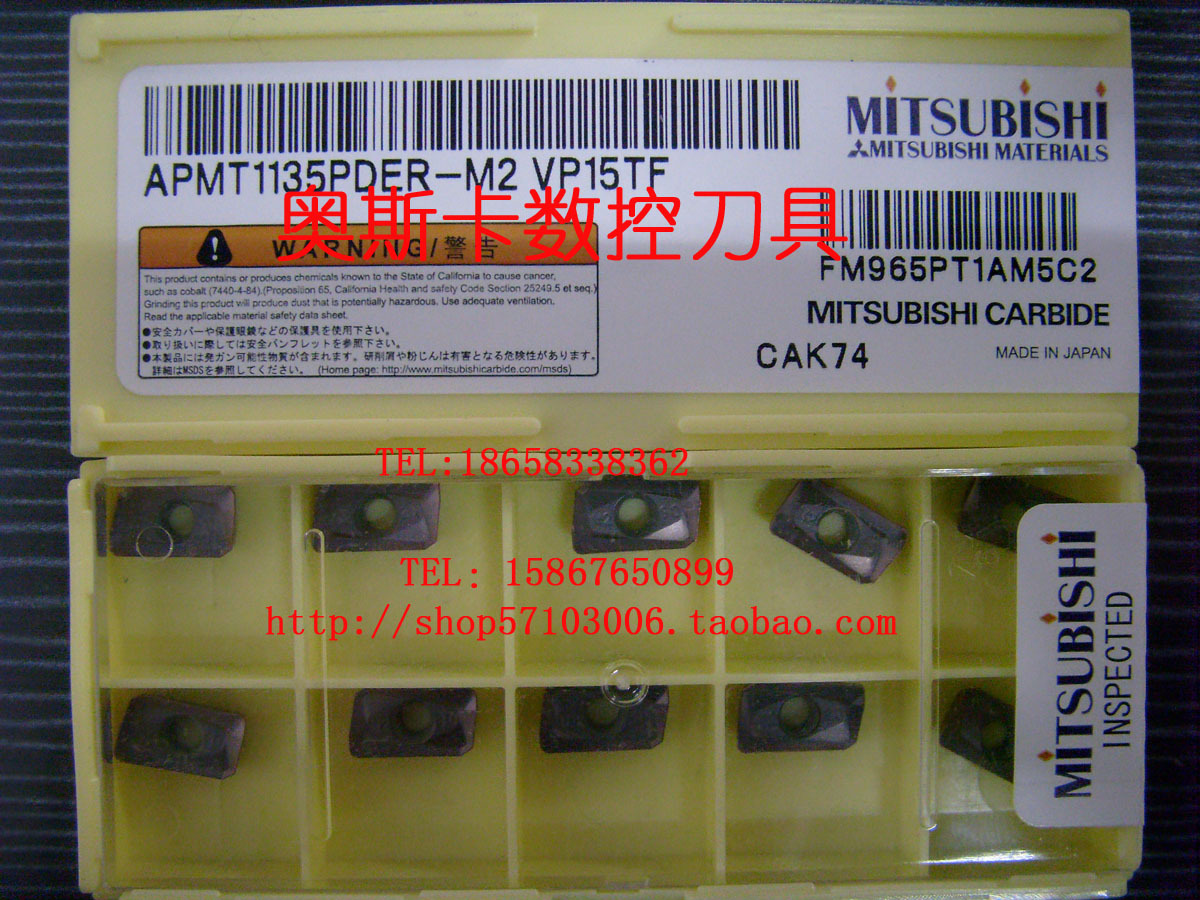 MITSUBISHI
MITSUBISHI MATERIALS
APMT1135PDER-M2 VP15TF
奥斯卡数控刀具
WARNING/警告
FM965PT1AM5C2
This product contains or produces chemicals known to the State of California to cause cancer,
such as cobalt (7440-4-84).(Proposition 65, California Health and safety Code Section 25249.5 et seq.)
Grinding this product will produce dust that is potentially hazardous. Use adequate ventilation.
Read the applicable material safety data sheet.
●安全カバーや保護眼鏡などの保護具を使用下さい。
●取り扱いに際しては安全パンフレットを参照下さい。
●本製品には発ガン可能性物質が含まれます。研削屑や粉じんは有害となる危険性があります。
詳細はMSDSを参照してください。 (Home page: http://www.mitsubishicarbide.com/msds)
MITSUBISHI CARBIDE
CAK74
MADE IN JAPAN
TEL:18658338362
TEL: 15867650899
http://shop57103006.taobao.com
MITSUBISHI
INSPECTED